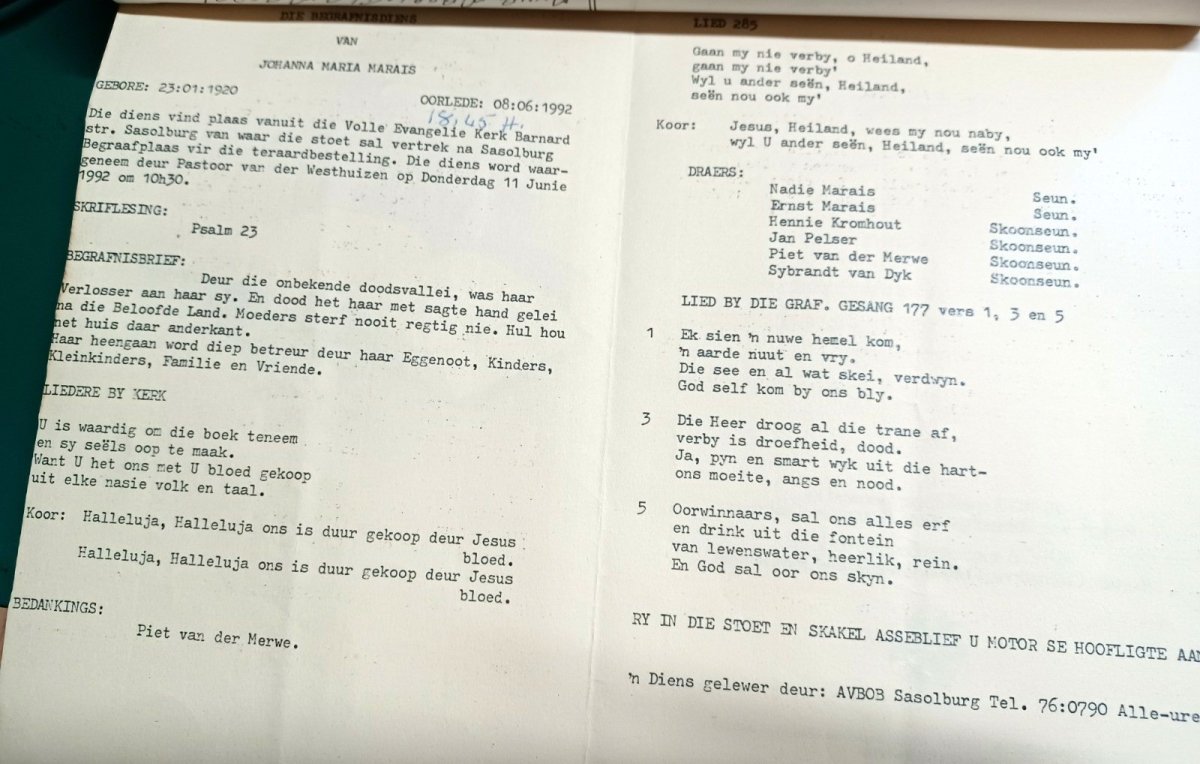 DIE BEGRAFNISDIENS
VAN
JOHANNA MARIA MARAIS
GEBORE: 23:01:1920
OORLEDE: 08:06:1992
18,45 H.
Die diens vind plaas vanuit die Volle Evangelie Kerk Barnard
str. Sasolburg van waar die stoet sal vertrek na Sasolburg
Begraafplaas vir die teraardbestelling. Die diens word waar-
geneem deur Pastoor van der Westhuizen op Donderdag 11 Junie
1992 om 10h30.
SKRIFLESING:
Psalm 23
BEGRAFNISBRIEF:
Deur die onbekende doodsvallei, was haar
Verlosser aan haar sy. En dood het haar met sagte hand gelei
na die Beloofde Land. Moeders sterf nooit regtig nie. Hul hou
net huis daar anderkant.
Haar heengaan word diep betreur deur haar Eggenoot, Kinders,
Kleinkinders, Familie en Vriende.
LIEDERE BY KERK
U is waardig om die boek teneem
en sy seëls oop te maak.
Want U het ons met U bloed gekoop
uit elke nasie volk en taal.
Koor: Halleluja, Halleluja ons is duur gekoop deur Jesus
bloed.
Halleluja, Halleluja ons is duur gekoop deur Jesus
bloed.
BEDANKINGS:
Piet van der Merwe.
LIED 285
Gaan my nie verby, o Heiland,
gaan my nie verby'
Wyl u ander seën, Heiland,
seën nou ook my'
Koor: Jesus, Heiland, wees my nou naby,
wyl U ander seën, Heiland, seën nou ook my'
DRAERS:
Nadie Marais Seun.
Ernst Marais Seun.
Hennie Kromhout Skoonseun.
Jan Pelser Skoonseun.
Piet van der Merwe Skoonseun.
Sybrandt van Dyk Skoonseun.
LIED BY DIE GRAF. GESANG 177 vers 1, 3 en 5
1 Ek sien 'n nuwe hemel kom,
'n aarde nuut en vry.
Die see en al wat skei, verdwyn.
God self kom by ons bly.
3 Die Heer droog al die trane af,
verby is droefheid, dood.
Ja, pyn en smart wyk uit die hart-
ons moeite, angs en nood.
5 Oorwinnaars, sal ons alles erf
en drink uit die fontein
van lewenswater, heerlik, rein.
En God sal oor ons skyn.
RY IN DIE STOET EN SKAKEL ASSEBLIEF U MOTOR SE HOOFLIGTE AAN
'n Diens gelewer deur: AVBOB Sasolburg Tel. 76:0790 Alle-ure